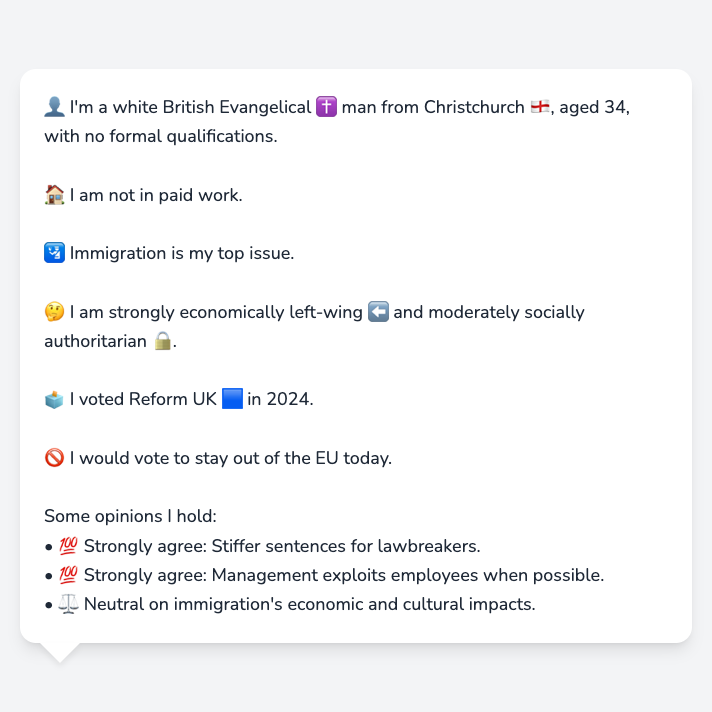 👤 I'm a white British Evangelical ✝️ man from Christchurch 🏴󠁧󠁢󠁥󠁮󠁧󠁿, aged 34,
with no formal qualifications.
🏠 I am not in paid work.
🛂 Immigration is my top issue.
🤔 I am strongly economically left-wing ⬅️ and moderately socially
authoritarian 🔒.
🗳️ I voted Reform UK 🟦 in 2024.
🚫 I would vote to stay out of the EU today.
Some opinions I hold:
• 💯 Strongly agree: Stiffer sentences for lawbreakers.
• 💯 Strongly agree: Management exploits employees when possible.
• ⚖️ Neutral on immigration's economic and cultural impacts.